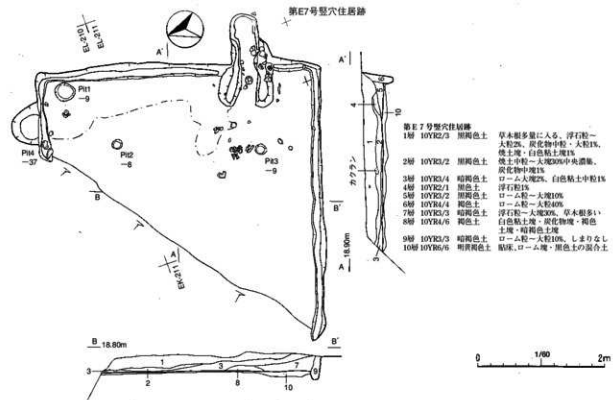 第E7号竪穴住居跡
EL-210
EL-211
A'
A'
Pit1
-9
Pit4
-37
Pit2
-8
Pit3
-9
B
B'
EK-211
A
カクラン
18.90m
A
4
5
6
10
2
1
3
第E7号竪穴住居跡
1層 10YR2/3 黒褐色土 草木根多量に入る、浮石粒~
大粒2%、炭化物中粒・大粒1%、
焼土塊・白色粘土塊1%
2層 10YR3/2 黒褐色土 焼土中粒~大塊30%中央濃集、
炭化物中塊1%
3層 10YR3/4 暗褐色土 ローム大塊2%、白色粘土中粒1%
4層 10YR2/1 黒色土 浮石粒1%
5層 10YR3/2 黒褐色土 ローム粒~大塊10%
6層 10YR4/4 褐色土 ローム粒~大粒40%
7層 10YR3/3 暗褐色土 浮石粒~大塊30%、草木根多い
8層 10YR4/6 褐色土 白色粘土塊・炭化物塊・褐色
土塊・暗褐色土塊
9層 10YR3/3 暗褐色土 ローム粒~大粒10%、しまりなし
10層 10YR6/6 明黄褐色土 貼床、ローム塊・黒色土の混合土
B 18.80m
B'
1
3
7
9
3
2
8
10
0 1/60 2m